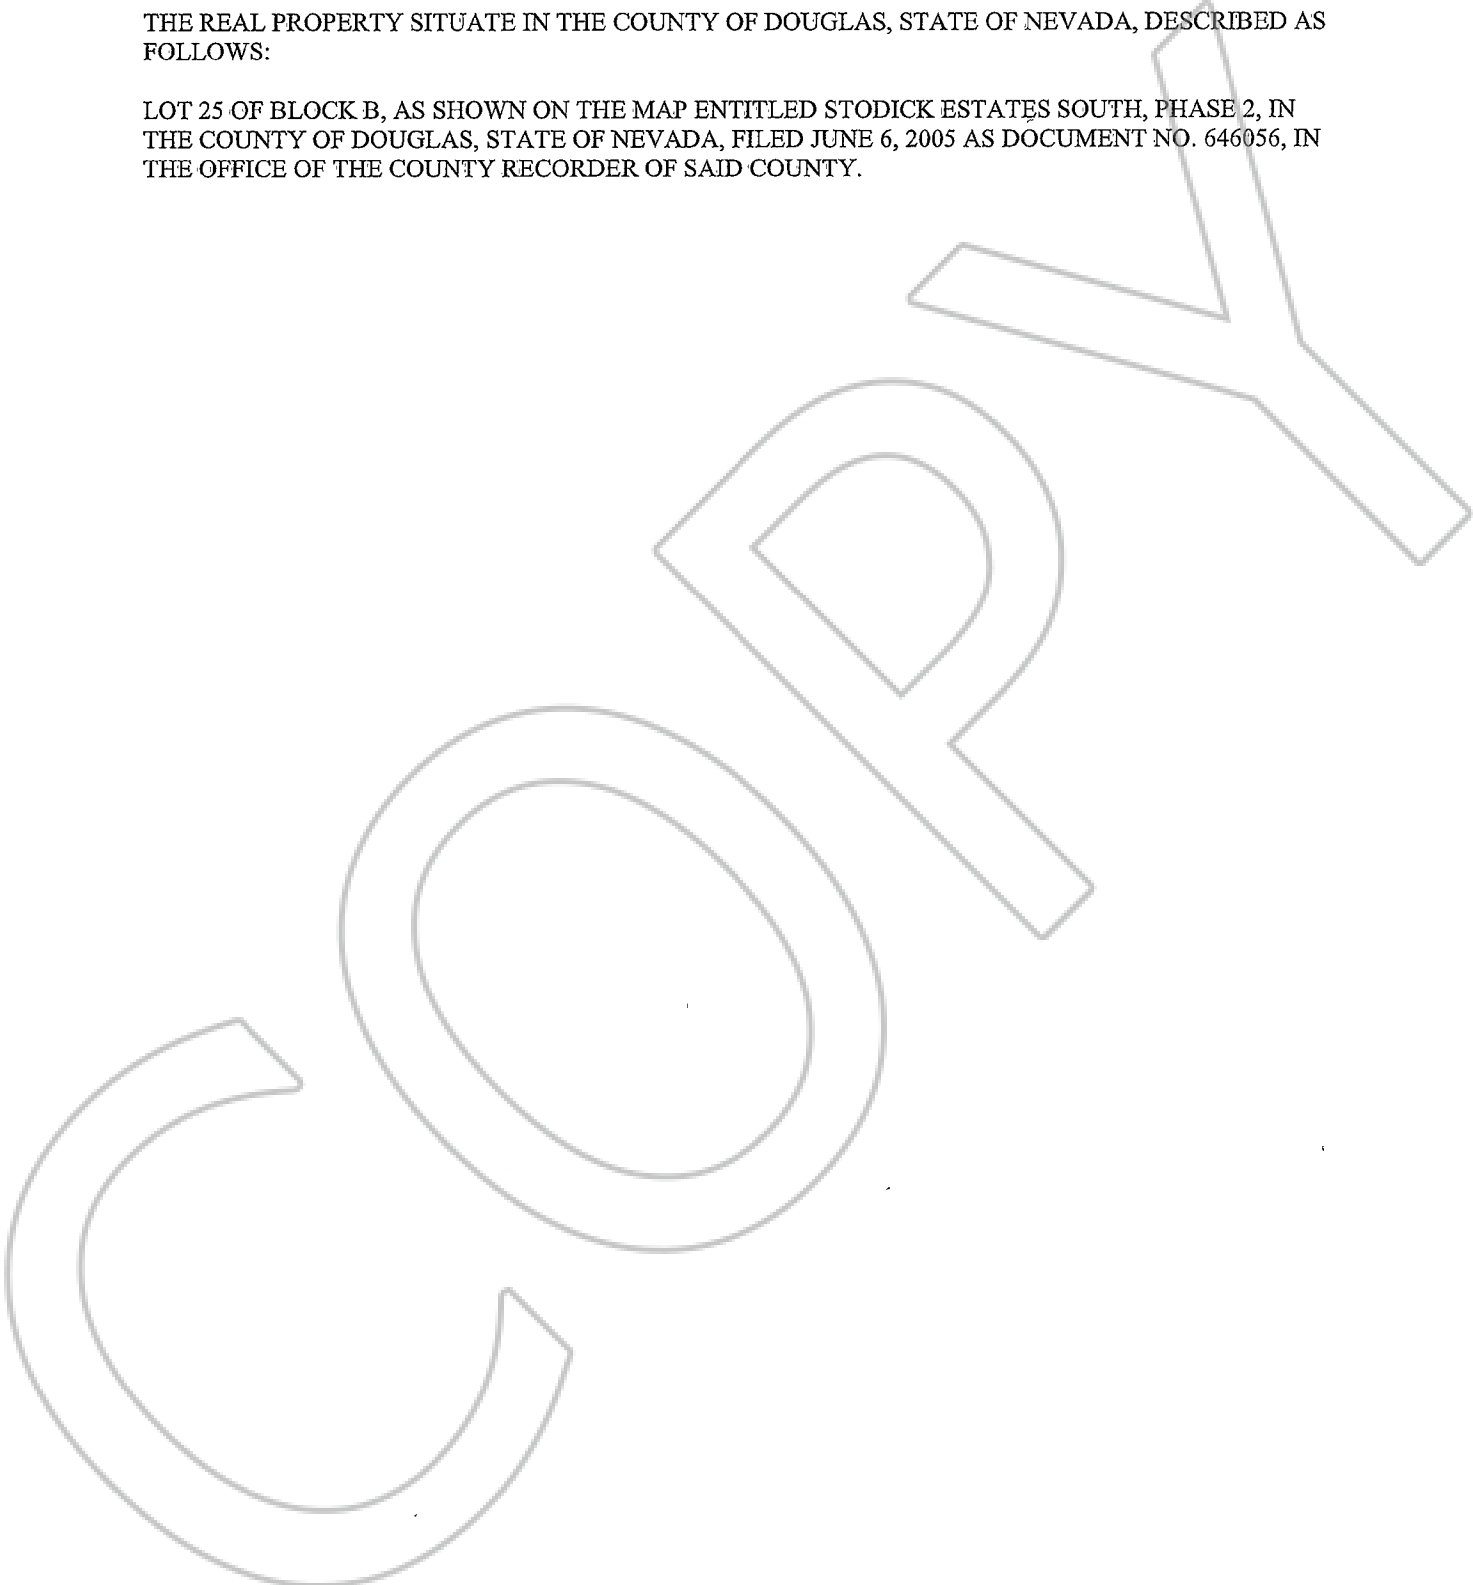 THE REAL PROPERTY SITUATE IN THE COUNTY OF DOUGLAS, STATE OF NEVADA, DESCRIBED AS
FOLLOWS:
LOT 25 OF BLOCK B, AS SHOWN ON THE MAP ENTITLED STODICK ESTATES SOUTH, PHASE 2, IN
THE COUNTY OF DOUGLAS, STATE OF NEVADA, FILED JUNE 6, 2005 AS DOCUMENT NO. 646056, IN
THE OFFICE OF THE COUNTY RECORDER OF SAID COUNTY.
COPY